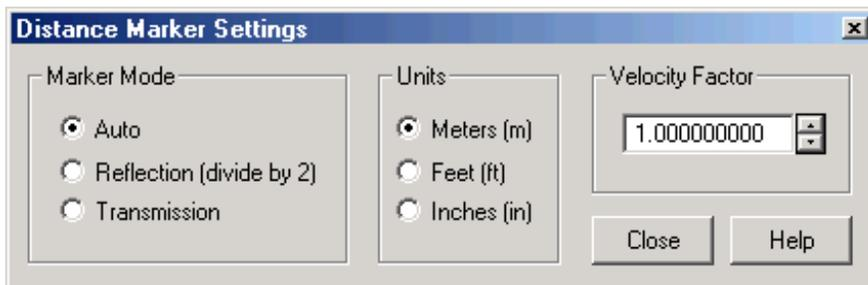 Distance Marker Settings
Marker Mode
Auto
Reflection (divide by 2)
Transmission
Units
Meters (m)
Feet (ft)
Inches (in)
Velocity Factor
1.000000000
Close
Help